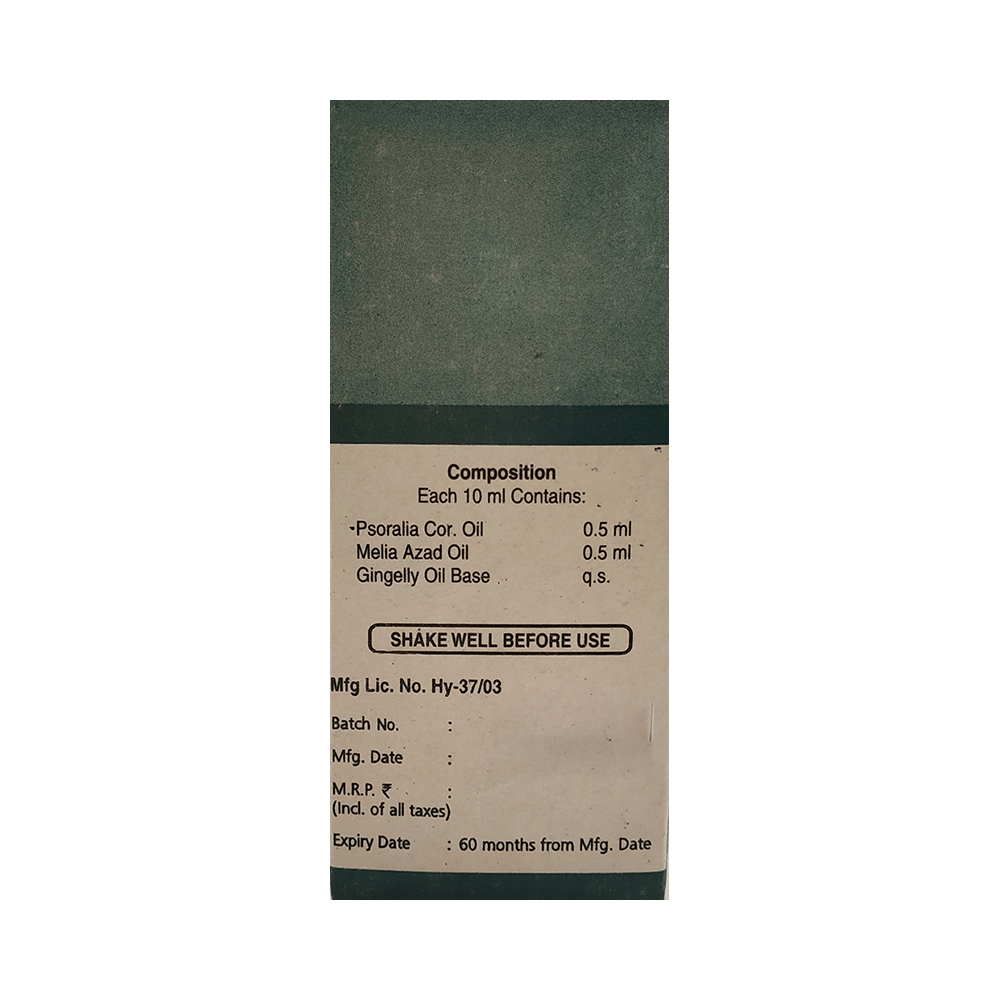 Composition
Each 10 ml Contains:
Psoralia Cor. Oil 0.5 ml
Melia Azad Oil 0.5 ml
Gingelly Oil Base q.s.
SHAKE WELL BEFORE USE
Mfg Lic. No. Hy-37/03
Batch No. :
Mfg. Date :
M.R.P. ₹ :
(Incl. of all taxes)
Expiry Date : 60 months from Mfg. Date